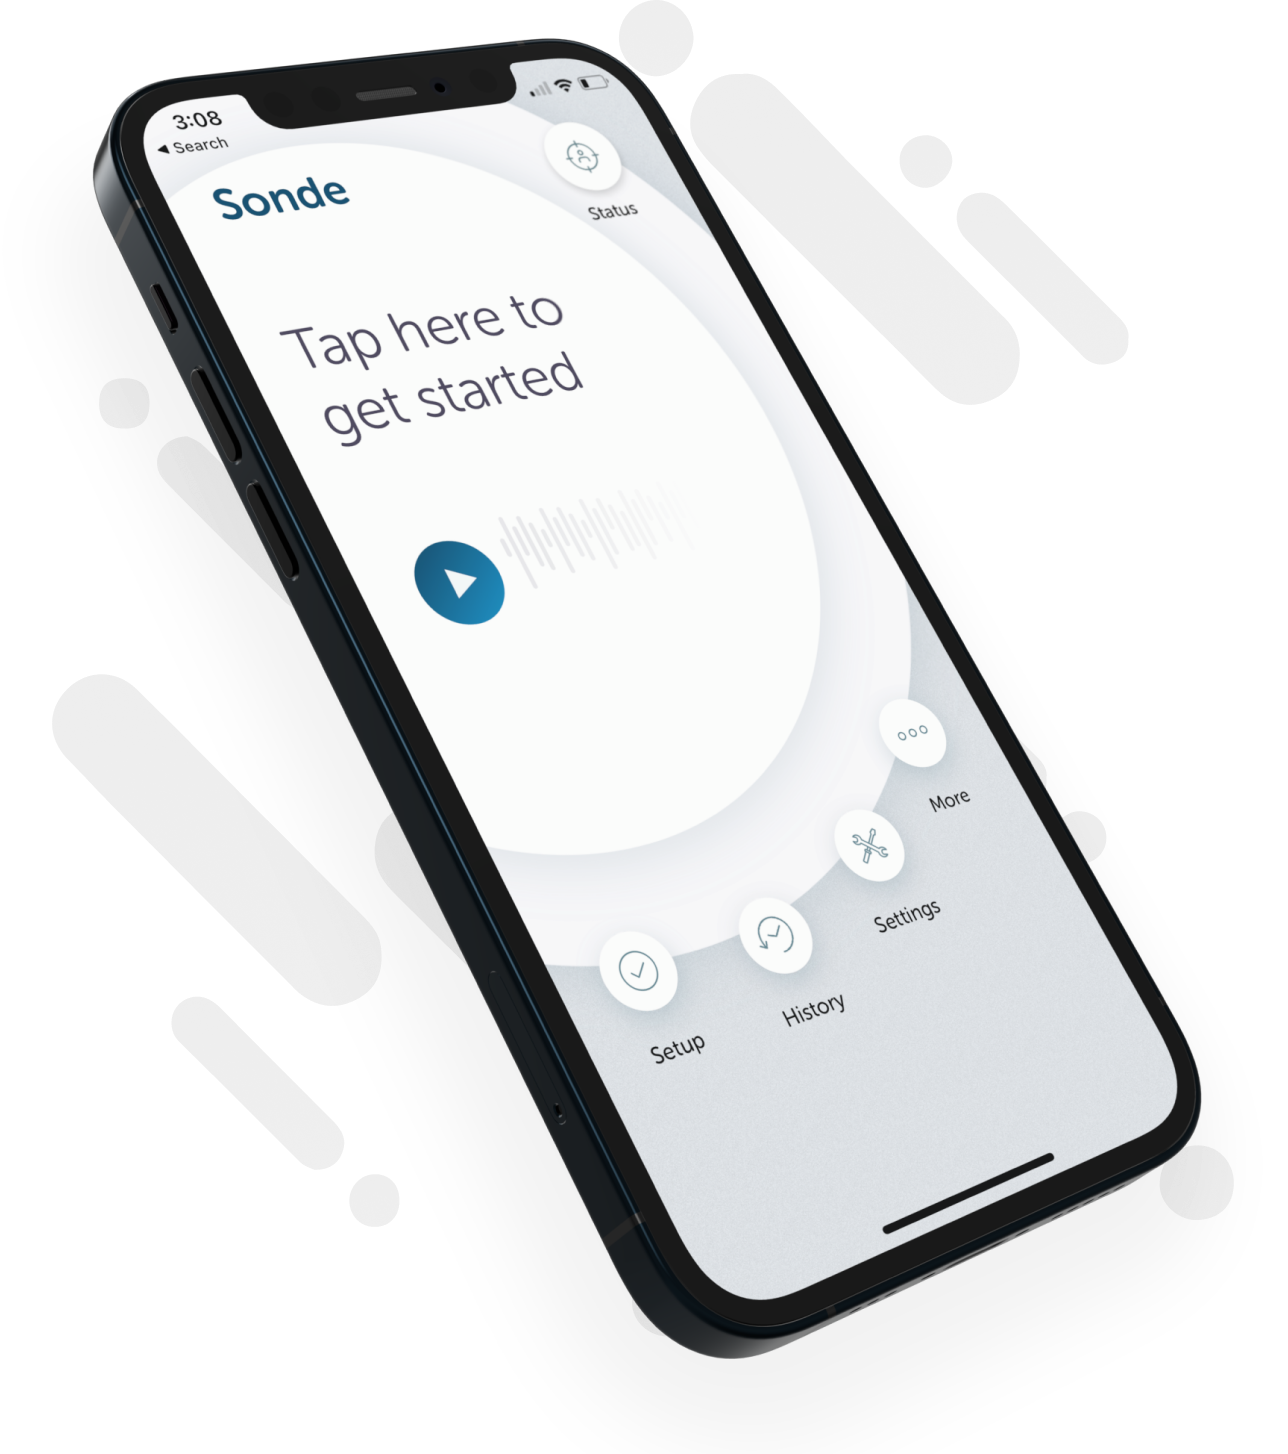 3:08
◀ Search
Sonde
Status
Tap here to
get started
More
Settings
History
Setup